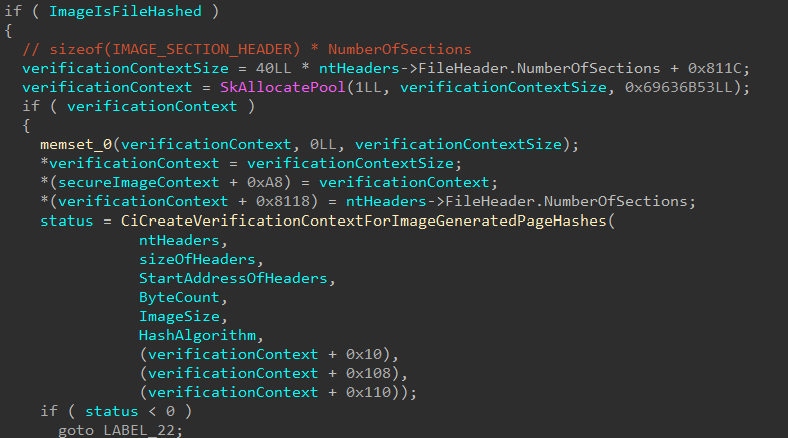 if ( ImageIsFileHashed )
{
  // sizeof(IMAGE_SECTION_HEADER) * NumberOfSections
  verificationContextSize = 40LL * ntHeaders->FileHeader.NumberOfSections + 0x811C;
  verificationContext = SkAllocatePool(1LL, verificationContextSize, 0x69636B53LL);
  if ( verificationContext )
  {
    memset_0(verificationContext, 0LL, verificationContextSize);
    *verificationContext = verificationContextSize;
    *(secureImageContext + 0xA8) = verificationContext;
    *(verificationContext + 0x8118) = ntHeaders->FileHeader.NumberOfSections;
    status = CiCreateVerificationContextForImageGeneratedPageHashes(
               ntHeaders,
               sizeOfHeaders,
               StartAddressOfHeaders,
               ByteCount,
               ImageSize,
               HashAlgorithm,
               (verificationContext + 0x10),
               (verificationContext + 0x108),
               (verificationContext + 0x110));
    if ( status < 0 )
      goto LABEL_22;